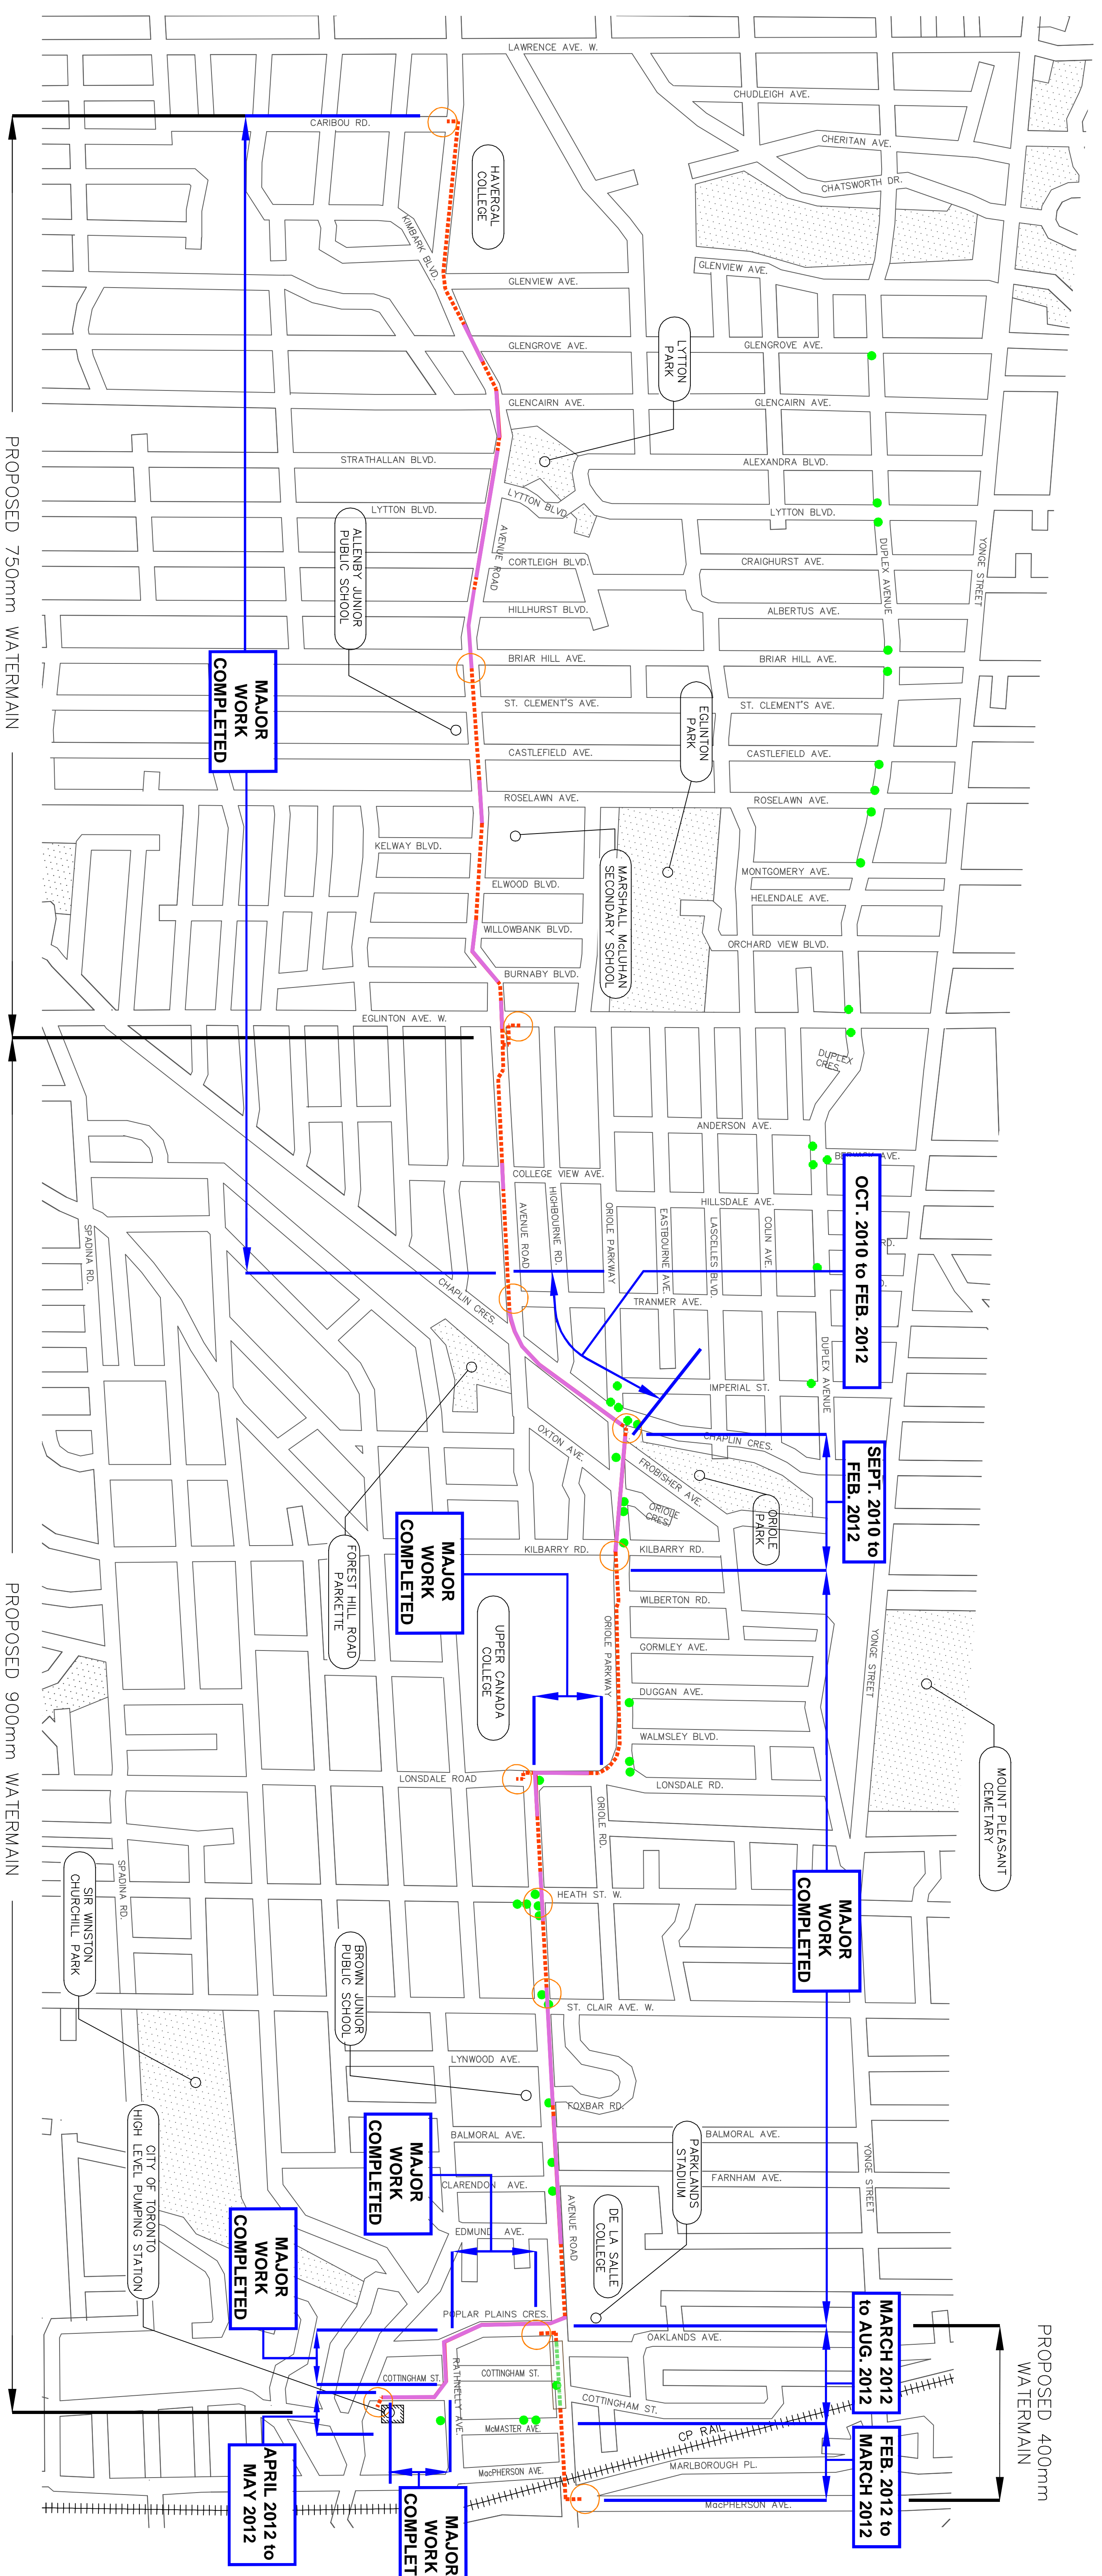 LAWRENCE AVE. W.
CHUDLEIGH AVE.
CARIBOU RD.
CHERITAN AVE.
CHATSWORTH DR.
HAVERGAL
COLLEGE
KIMBARK BLVD.
GLENVIEW AVE.
GLENVIEW AVE.
GLENGROVE AVE.
GLENGROVE AVE.
LYTTON
PARK
GLENCAIRN AVE.
GLENCAIRN AVE.
STRATHALLAN BLVD.
ALEXANDRA BLVD.
LYTTON BLVD.
LYTTON BLVD.
LYTTON BLVD.
PROPOSED 750mm WATERMAIN
ALLENBY JUNIOR
PUBLIC SCHOOL
AVENUE ROAD
CORTLEIGH BLVD.
CRAIGHURST AVE.
DUPLEX AVENUE
YONGE STREET
HILLHURST BLVD.
ALBERTUS AVE.
BRIAR HILL AVE.
BRIAR HILL AVE.
MAJOR
WORK
COMPLETED
ST. CLEMENT'S AVE.
ST. CLEMENT'S AVE.
EGLINTON
PARK
CASTLEFIELD AVE.
CASTLEFIELD AVE.
ROSELAWN AVE.
ROSELAWN AVE.
KELWAY BLVD.
MARSHALL McLUHAN
SECONDARY SCHOOL
MONTGOMERY AVE.
ELWOOD BLVD.
HELENDALE AVE.
WILLOWBANK BLVD.
ORCHARD VIEW BLVD.
BURNABY BLVD.
EGLINTON AVE. W.
DUPLEX
CRES.
ANDERSON AVE.
AVE.
COLLEGE VIEW AVE.
HILLSDALE AVE.
OCT. 2010 to FEB. 2012
RD.
D.
SPADINA RD.
AVENUE ROAD
HIGHBOURNE RD.
ORIOLE PARKWAY
EASTBOURNE AVE.
LASCELLES BLVD.
COLIN AVE.
CHAPLIN CRES.
TRANMER AVE.
DUPLEX AVENUE
IMPERIAL ST.
CHAPLIN CRES.
OXTON AVE.
FROBISHER AVE.
ORIOLE
CRES.
ORIOLE
PARK
SEPT. 2010 to
FEB. 2012
MAJOR
WORK
COMPLETED
KILBARRY RD.
KILBARRY RD.
FOREST HILL ROAD
PARKETTE
PROPOSED 900mm WATERMAIN
WILBERTON RD.
ORIOLE PARKWAY
GORMLEY AVE.
YONGE STREET
UPPER CANADA
COLLEGE
DUGGAN AVE.
WALMSLEY BLVD.
MOUNT PLEASANT
CEMETARY
LONSDALE ROAD
LONSDALE RD.
ORIOLE RD.
SPADINA RD.
HEATH ST. W.
MAJOR
WORK
COMPLETED
SIR WINSTON
CHURCHILL PARK
BROWN JUNIOR
PUBLIC SCHOOL
ST. CLAIR AVE. W.
LYNWOOD AVE.
FOXBAR RD.
CITY OF TORONTO
HIGH LEVEL PUMPING STATION
MAJOR
WORK
COMPLETED
BALMORAL AVE.
BALMORAL AVE.
PARKLANDS
STADIUM
FARNHAM AVE.
YONGE STREET
CLARENDON AVE.
EDMUND AVE.
AVENUE ROAD
DE LA SALLE
COLLEGE
MAJOR
WORK
COMPLETED
POPLAR PLAINS CRES.
OAKLANDS AVE.
MARCH 2012
to AUG. 2012
PROPOSED 400mm
WATERMAIN
RATHNELLY AVE.
COTTINGHAM ST.
COTTINGHAM ST.
COTTINGHAM ST.
McMASTER AVE.
CP RAIL
MacPHERSON AVE.
MARLBOROUGH PL.
MacPHERSON AVE.
FEB. 2012 to
MARCH 2012
APRIL 2012 to
MAY 2012
MAJOR
WORK
COMPLET